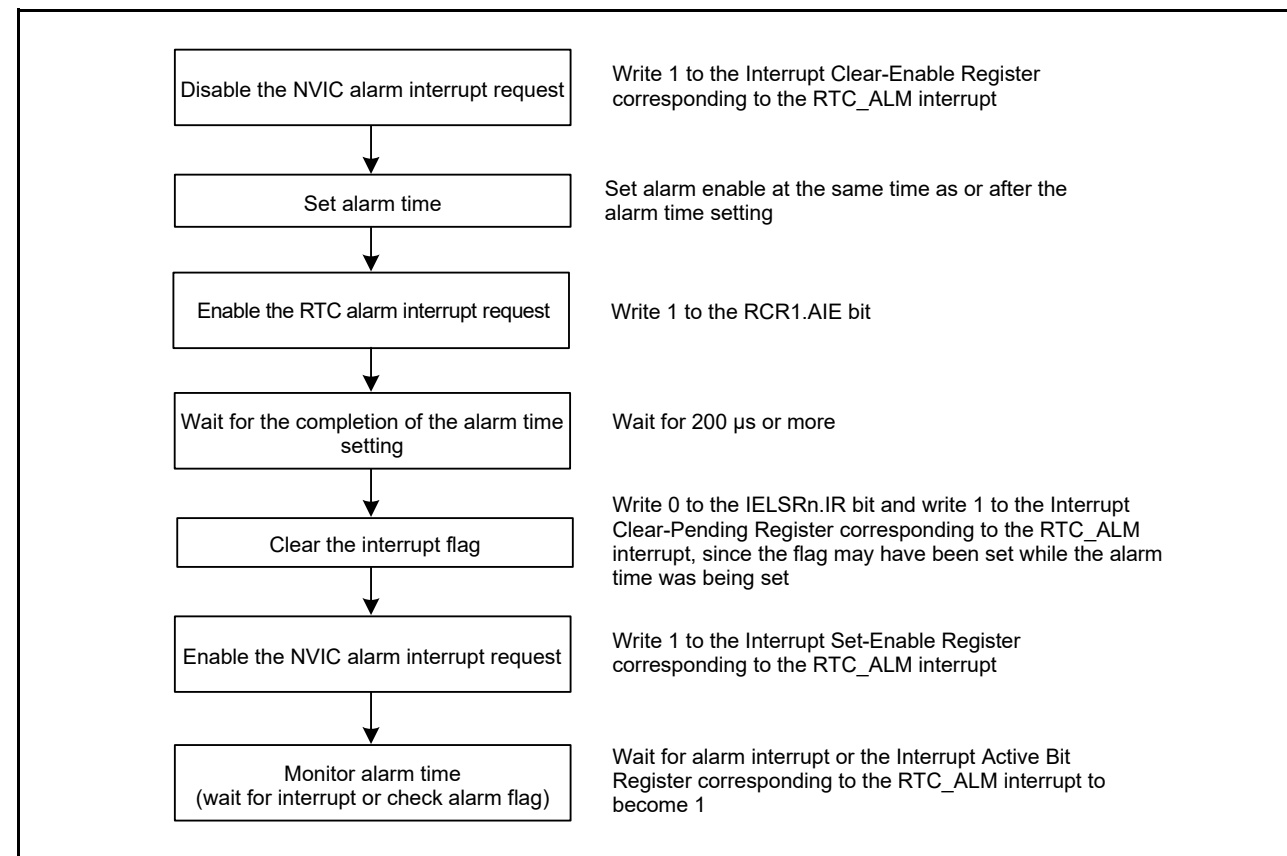 Disable the NVIC alarm interrupt request
Write 1 to the Interrupt Clear-Enable Register
corresponding to the RTC_ALM interrupt
Set alarm time
Set alarm enable at the same time as or after the
alarm time setting
Enable the RTC alarm interrupt request
Write 1 to the RCR1.AIE bit
Wait for the completion of the alarm time
setting
Wait for 200 µs or more
Clear the interrupt flag
Write 0 to the IELSRn.IR bit and write 1 to the Interrupt
Clear-Pending Register corresponding to the RTC_ALM
interrupt, since the flag may have been set while the alarm
time was being set
Enable the NVIC alarm interrupt request
Write 1 to the Interrupt Set-Enable Register
corresponding to the RTC_ALM interrupt
Monitor alarm time
(wait for interrupt or check alarm flag)
Wait for alarm interrupt or the Interrupt Active Bit
Register corresponding to the RTC_ALM interrupt to
become 1